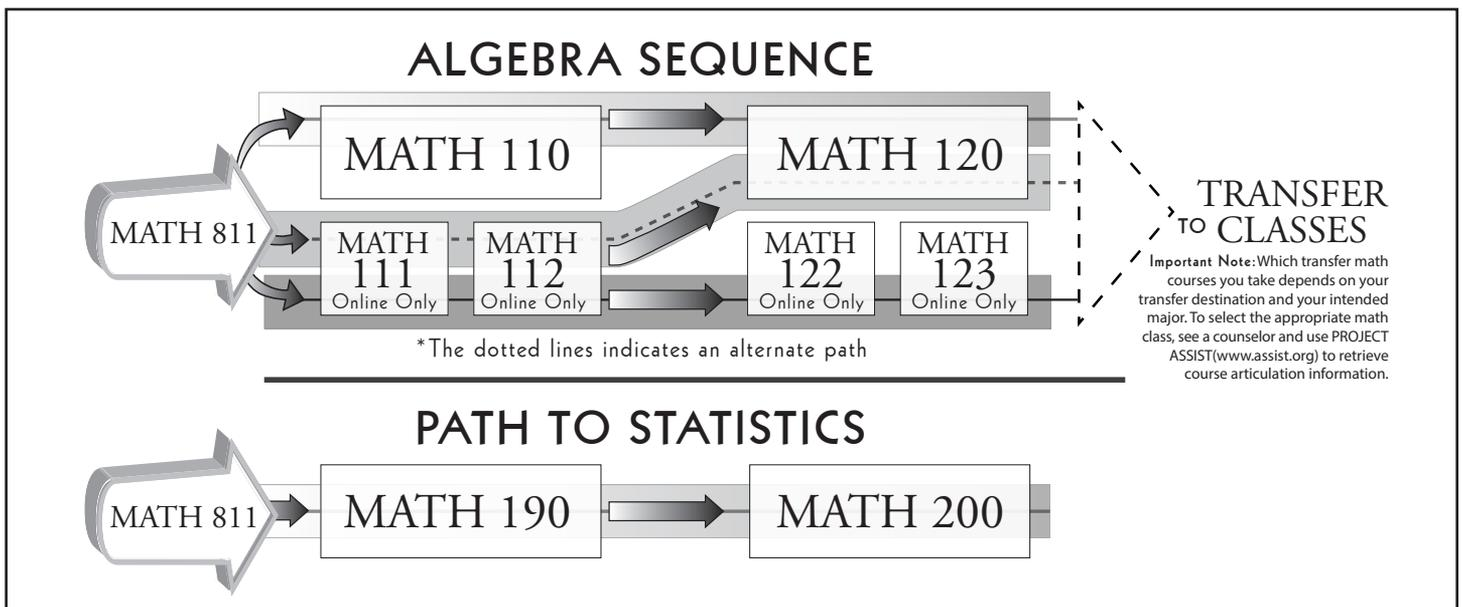 ALGEBRA SEQUENCE
MATH 811
MATH 110
MATH 120
MATH
111
Online Only
MATH
112
Online Only
MATH
122
Online Only
MATH
123
Online Only
TRANSFER
TO CLASSES
Important Note:Which transfer math
courses you take depends on your
transfer destination and your intended
major. To select the appropriate math
class, see a counselor and use PROJECT
ASSIST(www.assist.org) to retrieve
course articulation information.
*The dotted lines indicates an alternate path
PATH TO STATISTICS
MATH 811
MATH 190
MATH 200